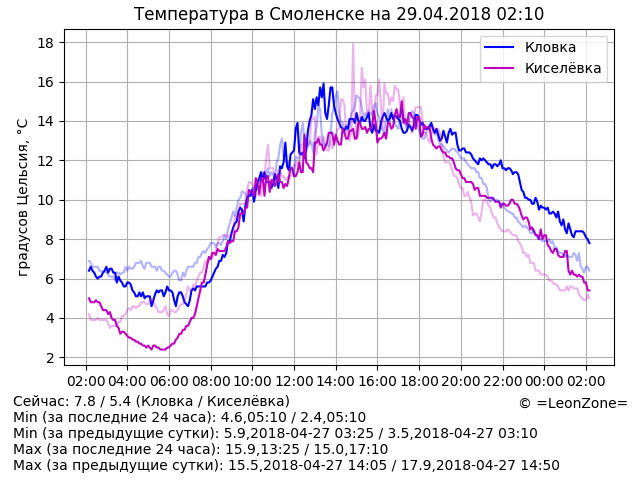 Температура в Смоленске на 29.04.2018 02:10
18
16
14
12
10
8
6
4
2
градусов Цельсия, °C
Кловка
Киселёвка
02:00 04:00 06:00 08:00 10:00 12:00 14:00 16:00 18:00 20:00 22:00 00:00 02:00
Сейчас: 7.8 / 5.4 (Кловка / Киселёвка)
© =LeonZone=
Min (за последние 24 часа): 4.6,05:10 / 2.4,05:10
Min (за предыдущие сутки): 5.9,2018-04-27 03:25 / 3.5,2018-04-27 03:10
Max (за последние 24 часа): 15.9,13:25 / 15.0,17:10
Max (за предыдущие сутки): 15.5,2018-04-27 14:05 / 17.9,2018-04-27 14:50